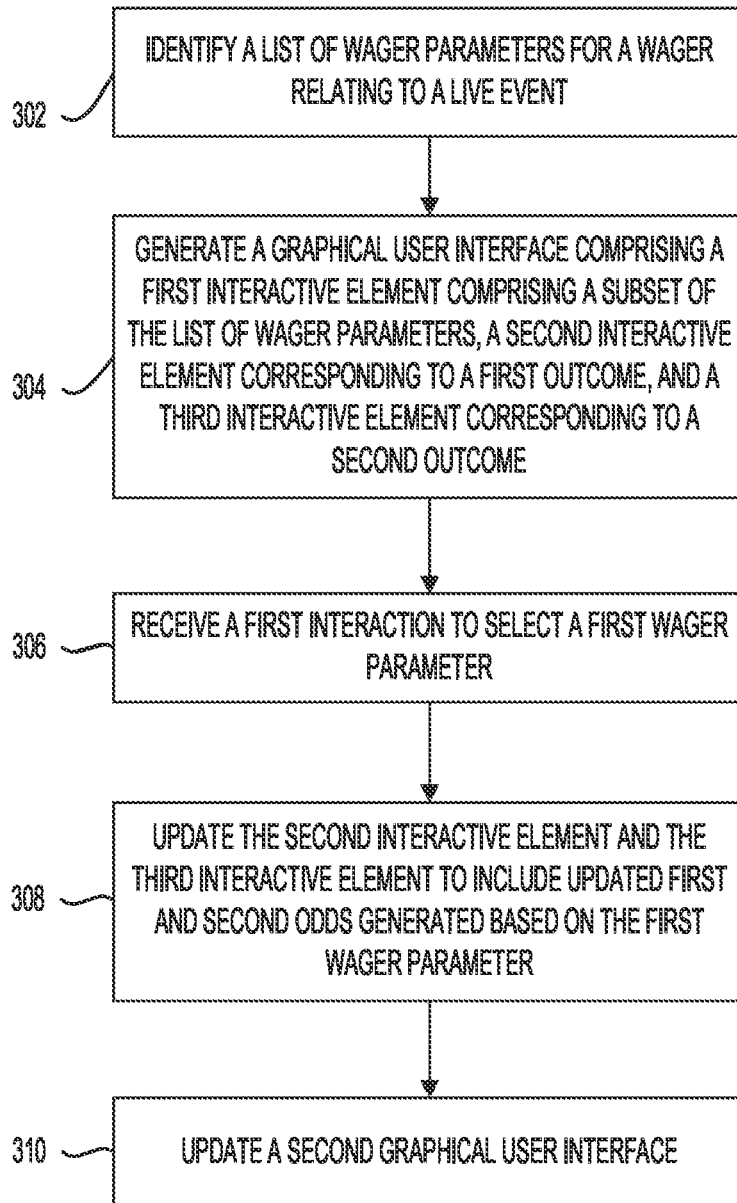 302
IDENTIFY A LIST OF WAGER PARAMETERS FOR A WAGER
RELATING TO A LIVE EVENT
304
GENERATE A GRAPHICAL USER INTERFACE COMPRISING A
FIRST INTERACTIVE ELEMENT COMPRISING A SUBSET OF
THE LIST OF WAGER PARAMETERS, A SECOND INTERACTIVE
ELEMENT CORRESPONDING TO A FIRST OUTCOME, AND A
THIRD INTERACTIVE ELEMENT CORRESPONDING TO A
SECOND OUTCOME
306
RECEIVE A FIRST INTERACTION TO SELECT A FIRST WAGER
PARAMETER
308
UPDATE THE SECOND INTERACTIVE ELEMENT AND THE
THIRD INTERACTIVE ELEMENT TO INCLUDE UPDATED FIRST
AND SECOND ODDS GENERATED BASED ON THE FIRST
WAGER PARAMETER
310
UPDATE A SECOND GRAPHICAL USER INTERFACE